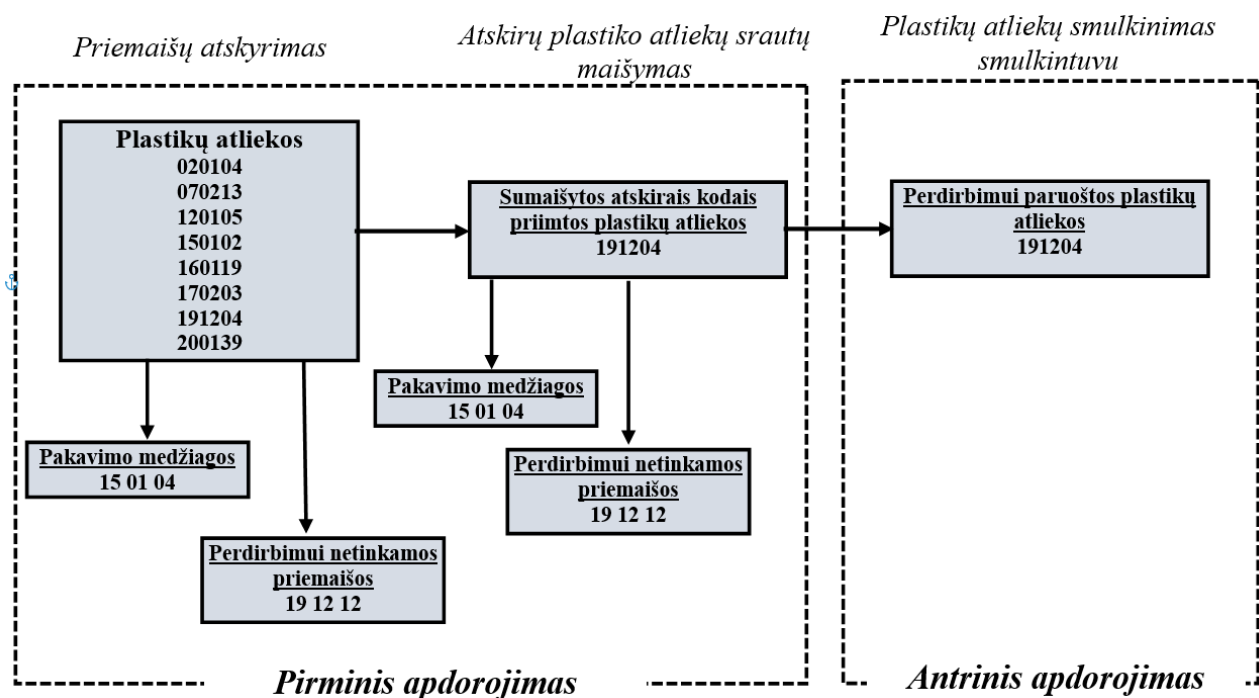 Priemaišų atskyrimas
Atskirų plastiko atliekų srautų
maišymas
Plastikų atliekų smulkinimas
smulkintuvu
Plastikų atliekos
020104
070213
120105
150102
160119
170203
191204
200139
Sumaišytos atskirais kodais
priimtos plastikų atliekos
191204
Perdirbimui paruoštos plastikų
atliekos
191204
Pakavimo medžiagos
15 01 04
Pakavimo medžiagos
15 01 04
Perdirbimui netinkamos
priemaišos
19 12 12
Perdirbimui netinkamos
priemaišos
19 12 12
Pirminis apdorojimas
Antrinis apdorojimas